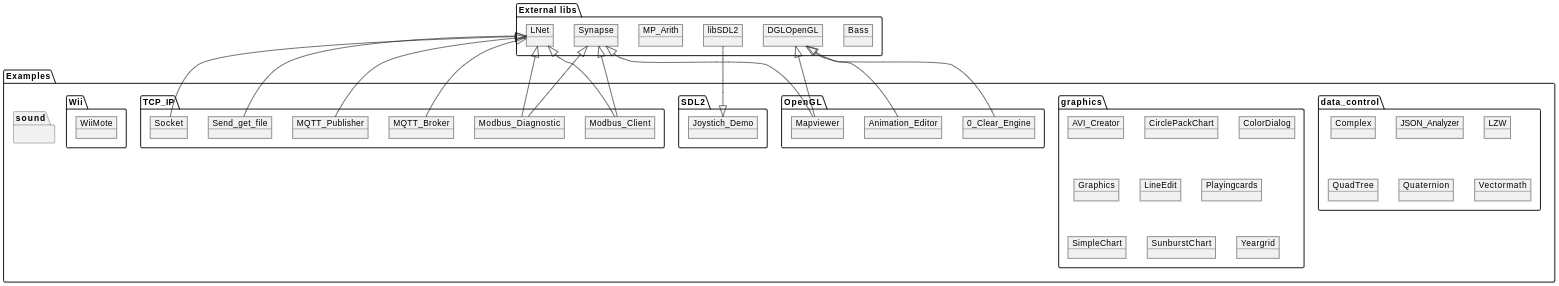 External libs
LNet
Synapse
MP_Arith
libSDL2
DGLOpenGL
Bass
Examples
sound
Wii
WiiMote
TCP_IP
Socket
Send_get_file
MQTT_Publisher
MQTT_Broker
Modbus_Diagnostic
Modbus_Client
SDL2
Joystich_Demo
OpenGL
Mapviewer
Animation_Editor
0_Clear_Engine
graphics
AVI_Creator
CirclePackChart
ColorDialog
Graphics
LineEdit
Playingcards
SimpleChart
SunburstChart
Yeargrid
data_control
Complex
JSON_Analyzer
LZW
QuadTree
Quaternion
Vectormath